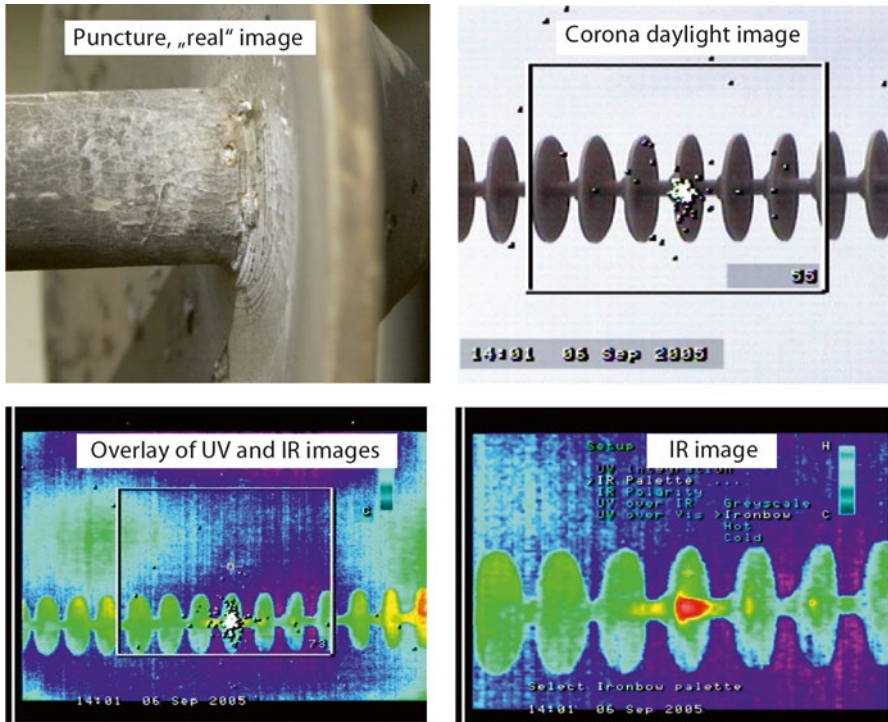 Puncture, „real“ image
Corona daylight image
55
14:01 06 Sep 2005
Overlay of UV and IR images
C
73
14:01 06 Sep 2005
IR image
Setup
H
UV Integration
>IR Palette ...
IR Polarity
UV over IR Greyscale
UV over Vis >Ironbow C
Hot
Cold
Select Ironbow palette
14:01 06 Sep 2005